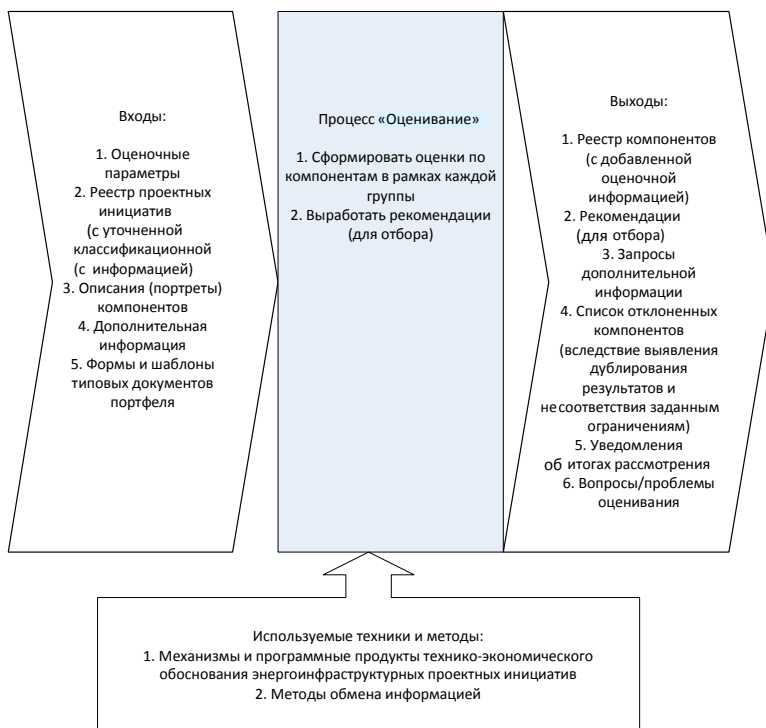 Входы:
1. Оценочные
параметры
2. Реестр проектных
инициатив
(с уточненной
классификационной
(с информацией)
3. Описания (портреты)
компонентов
4. Дополнительная
информация
5. Формы и шаблоны
типовых документов
портфеля
Процесс «Оценивание»
1. Сформировать оценки по
компонентам в рамках каждой
группы
2. Выработать рекомендации
(для отбора)
Выходы:
1. Реестр компонентов
(с добавленной
оценочной
информацией)
2. Рекомендации
(для отбора)
3. Запросы
дополнительной
информации
4. Список отклоненных
компонентов
(вследствие выявления
дублирования
результатов и
несоответствия заданным
ограничениям)
5. Уведомления
об итогах рассмотрения
6. Вопросы/проблемы
оценивания
Используемые техники и методы:
1. Механизмы и программные продукты технико-экономического
обоснования энергоинфраструктурных проектных инициатив
2. Методы обмена информацией